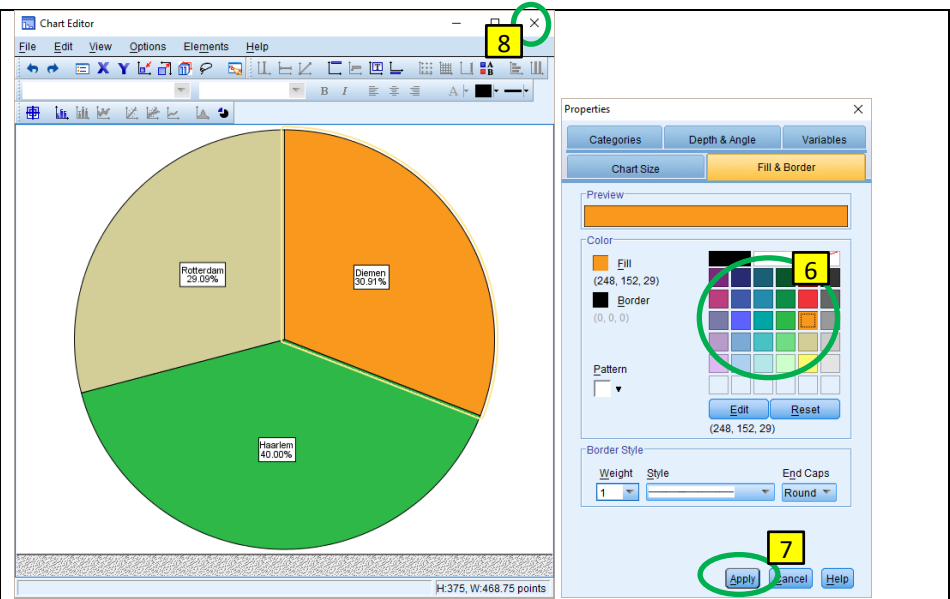 Chart Editor
8
File Edit View Options Elements Help
X Y
B I A
Rotterdam
29.09%
Diemen
30.91%
Haarlem
40.00%
H:375, W:468.75 points
Properties
Categories Depth & Angle Variables
Chart Size Fill & Border
Preview
Color
Fill
(248, 152, 29)
Border
(0, 0, 0)
6
Pattern
Edit Reset
(248, 152, 29)
Border Style
Weight Style End Caps
1 Round
7
Apply Cancel Help